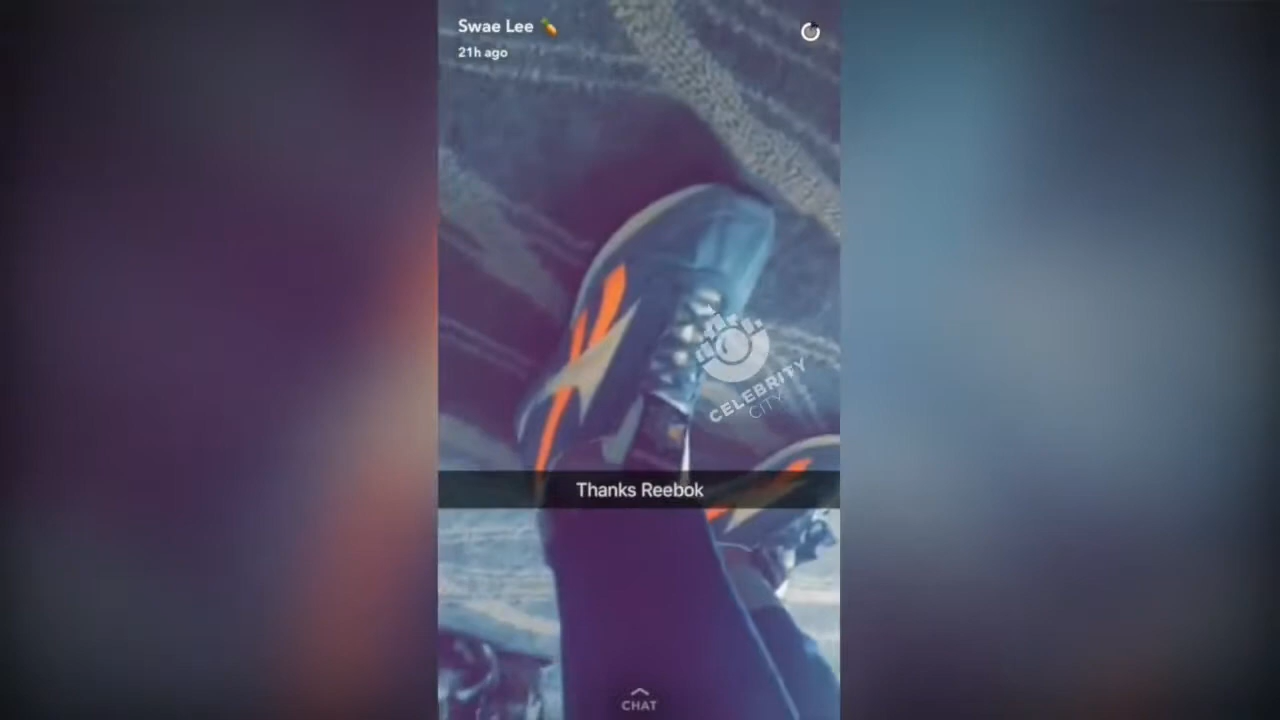 Swae Lee 🍍
21h ago
CELEBRITY
CITY
Thanks Reebok
CHAT